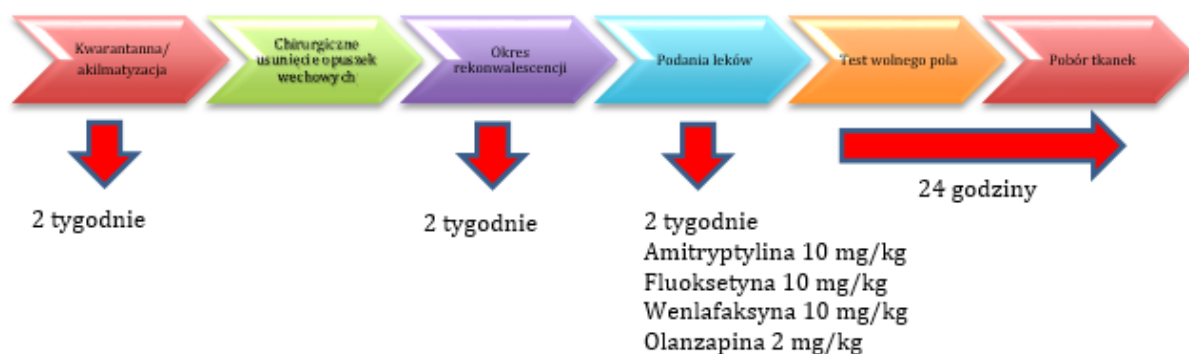 Kwarantanna/
akilmatyzacja
Chirurgiczne
usunięcie opuszek
węchowych
Okres
rekonwalescencji
Podania leków
Test wolnego pola
Pobór tkanek
2 tygodnie
2 tygodnie
2 tygodnie
Amitryptylina 10 mg/kg
Fluoksetyna 10 mg/kg
Wenlafaksyna 10 mg/kg
Olanzapina 2 mg/kg
24 godziny